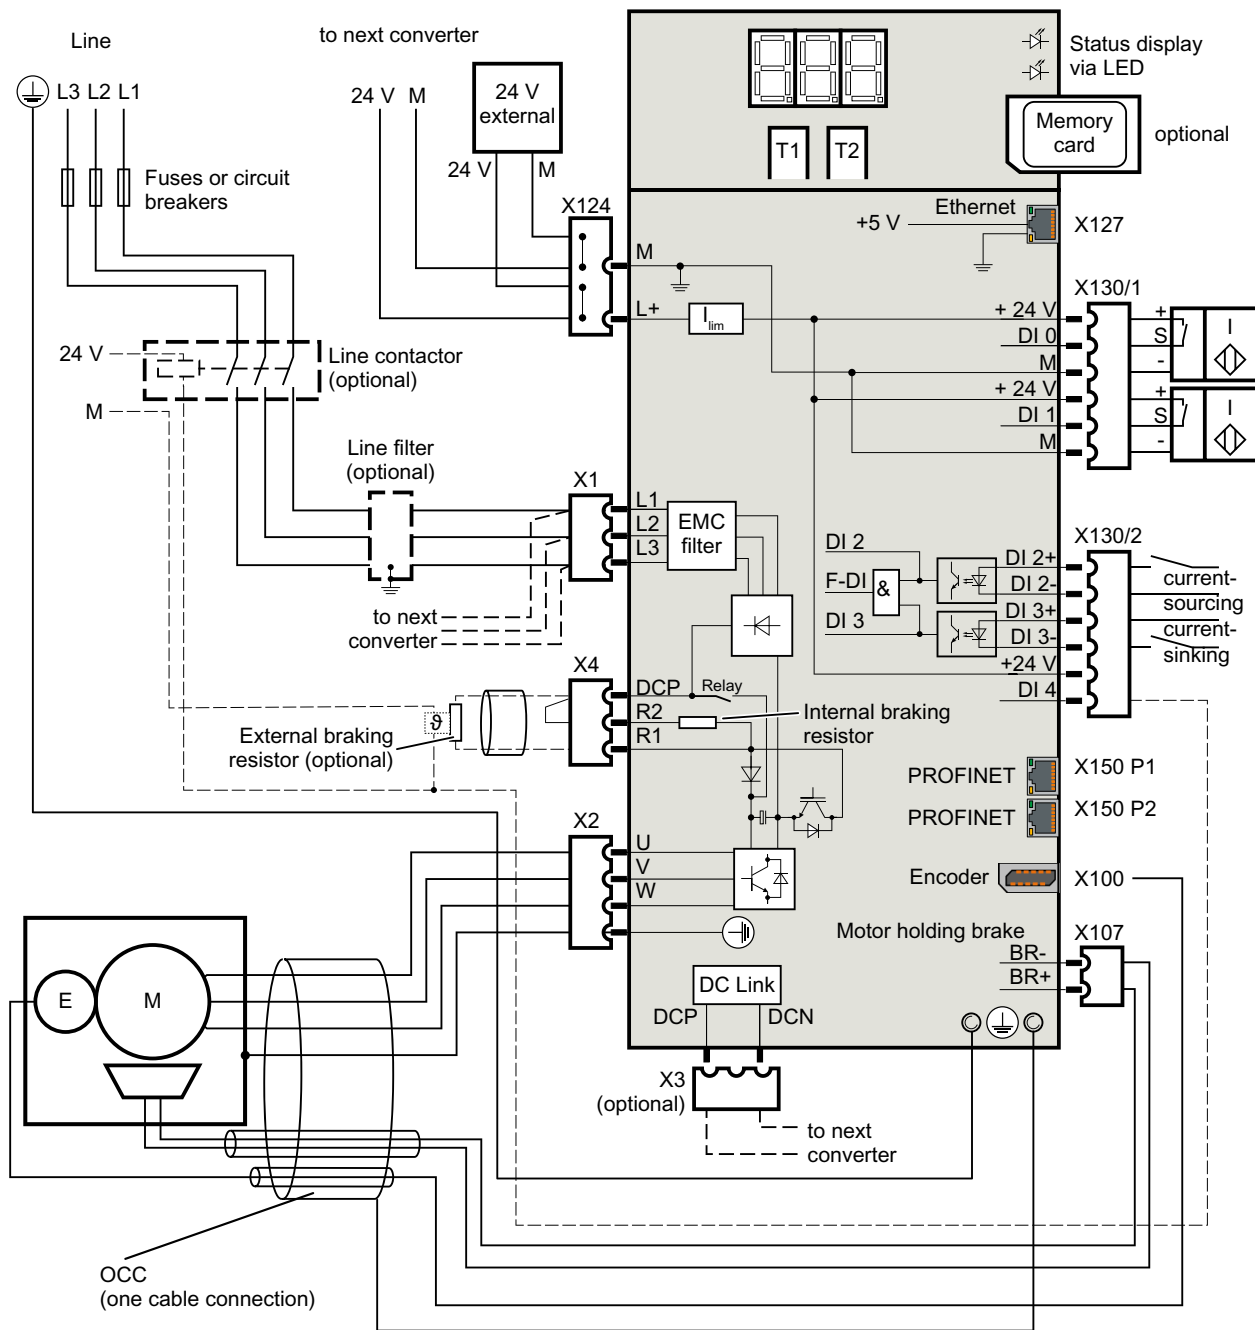 Line
L3 L2 L1
Fuses or circuit
breakers
to next converter
24 V M
24 V
external
24 V M
X124
T1 T2
Status display
via LED
Memory
card
optional
Ethernet
+5 V
X127
M
L+
Ilim
X130/1
+ 24 V
DI 0
M
+ 24 V
DI 1
M
+
S
-
I
+
S
-
I
24 V
Line contactor
(optional)
M
Line filter
(optional)
X1
L1
L2
L3
EMC
filter
to next
converter
X130/2
DI 2
F-DI
&
DI 3
DI 2+
DI 2-
DI 3+
DI 3-
+24 V
DI 4
current-
sourcing
current-
sinking
X4
DCP
R2
R1
Relay
Internal braking
resistor
ϑ
External braking
resistor (optional)
PROFINET
X150 P1
PROFINET
X150 P2
X2
U
V
W
Encoder
X100
Motor holding brake
X107
BR-
BR+
E
M
DC Link
DCP DCN
X3
(optional)
to next
converter
OCC
(one cable connection)